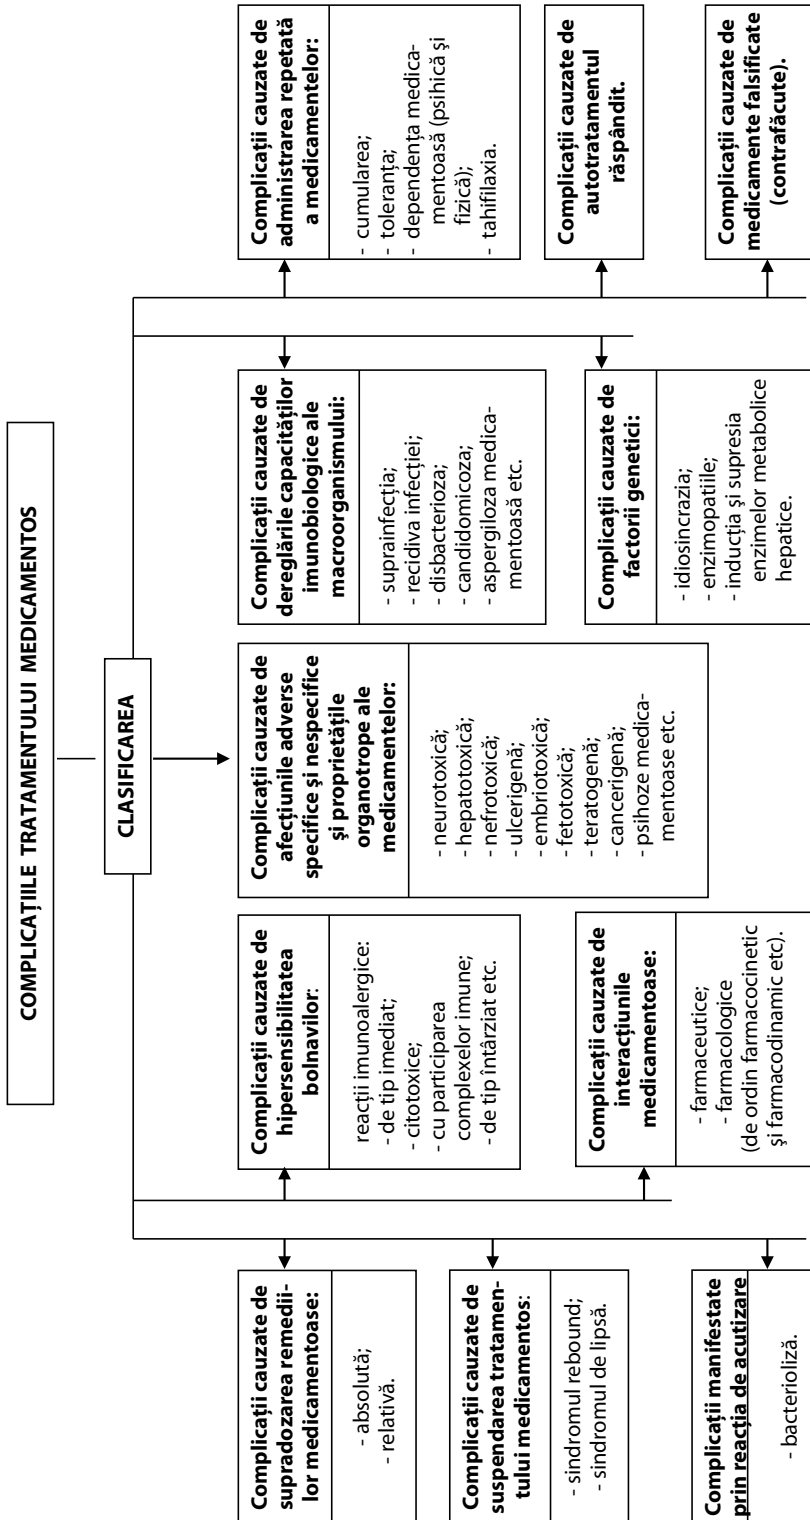 COMPLICAȚIILE TRATAMENTULUI MEDICAMENTOS
CLASIFICAREA
Complicații cauzate de
supradozarea remedii-
lor medicamentoase:
- absolută;
- relativă.
Complicații cauzate de
suspendarea tratamen-
tului medicamentos:
- sindromul rebound;
- sindromul de lipsă.
Complicații manifestate
prin reacția de acutizare
- bacterioliză.
Complicații cauzate de
hipersensibilitatea
bolnavilor:
reacții imunoalergice:
- de tip imediat;
- citotoxice;
- cu participarea
complexelor imune;
- de tip întârziat etc.
Complicații cauzate de
interacțiunile
medicamentoase:
- farmaceutice;
- farmacologice
(de ordin farmacocinetic
și farmacodinamic etc).
Complicații cauzate de
afecțiunile adverse
specifice și nespecifice
și proprietățile
organotrope ale
medicamentelor:
- neurotoxică;
- hepatotoxică;
- nefrotoxică;
- ulcerigenă;
- embriotoxică;
- fetotoxică;
- teratogenă;
- cancerigenă;
- psihoze medica-
mentoase etc.
Complicații cauzate de
dereglările capacităților
imunobiologice ale
macroorganismului:
- suprainfecția;
- recidiva infecției;
- disbacterioza;
- candidomicoza;
- aspergiloza medica-
mentoasă etc.
Complicații cauzate de
factorii genetici:
- idiosincrazia;
- enzimopatiile;
- inducția și supresia
enzimelor metabolice
hepatice.
Complicații cauzate de
administrarea repetată
a medicamentelor:
- cumularea;
- toleranța;
- dependența medica-
mentoasă (psihică și
fizică);
- tahifilaxia.
Complicații cauzate de
autotratamentul
răspândit.
Complicații cauzate de
medicamente falsificate
(contrafăcute).